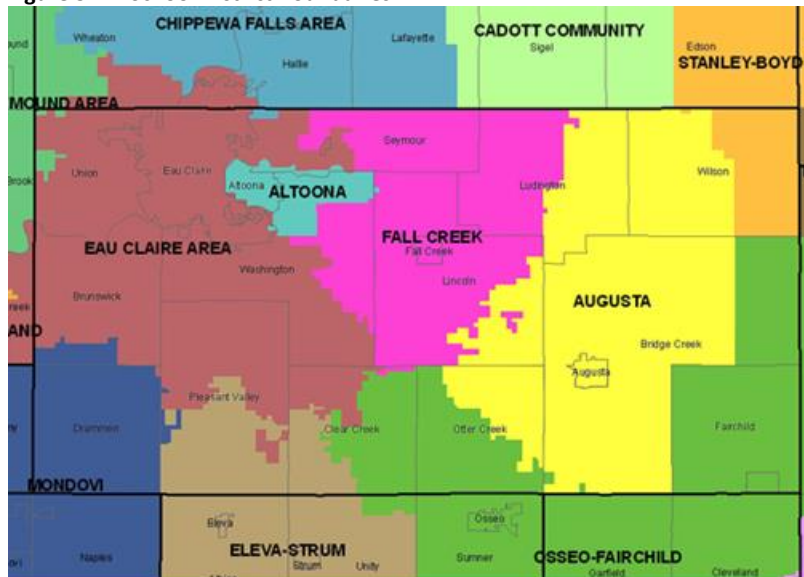 CHIPPEWA FALLS AREA
CADOTT COMMUNITY
Wheaton
Lafayette
Sigel
Edson
Hallie
STANLEY-BOYD
MOUND AREA
Seymour
Union
Eau Claire
Altoona
ALTOONA
Ludington
Wilson
EAU CLAIRE AREA
FALL CREEK
Fall Creek
Washington
Lincoln
Brunswick
AUGUSTA
Bridge Creek
Augusta
Pleasant Valley
Drammen
Clear Creek
Otter Creek
Fairchild
MONDOVI
Eleva
Osseo
ELEVA-STRUM
OSSEO-FAIRCHILD
Naples
Strum
Unity
Sumner
Garfield
Cleveland